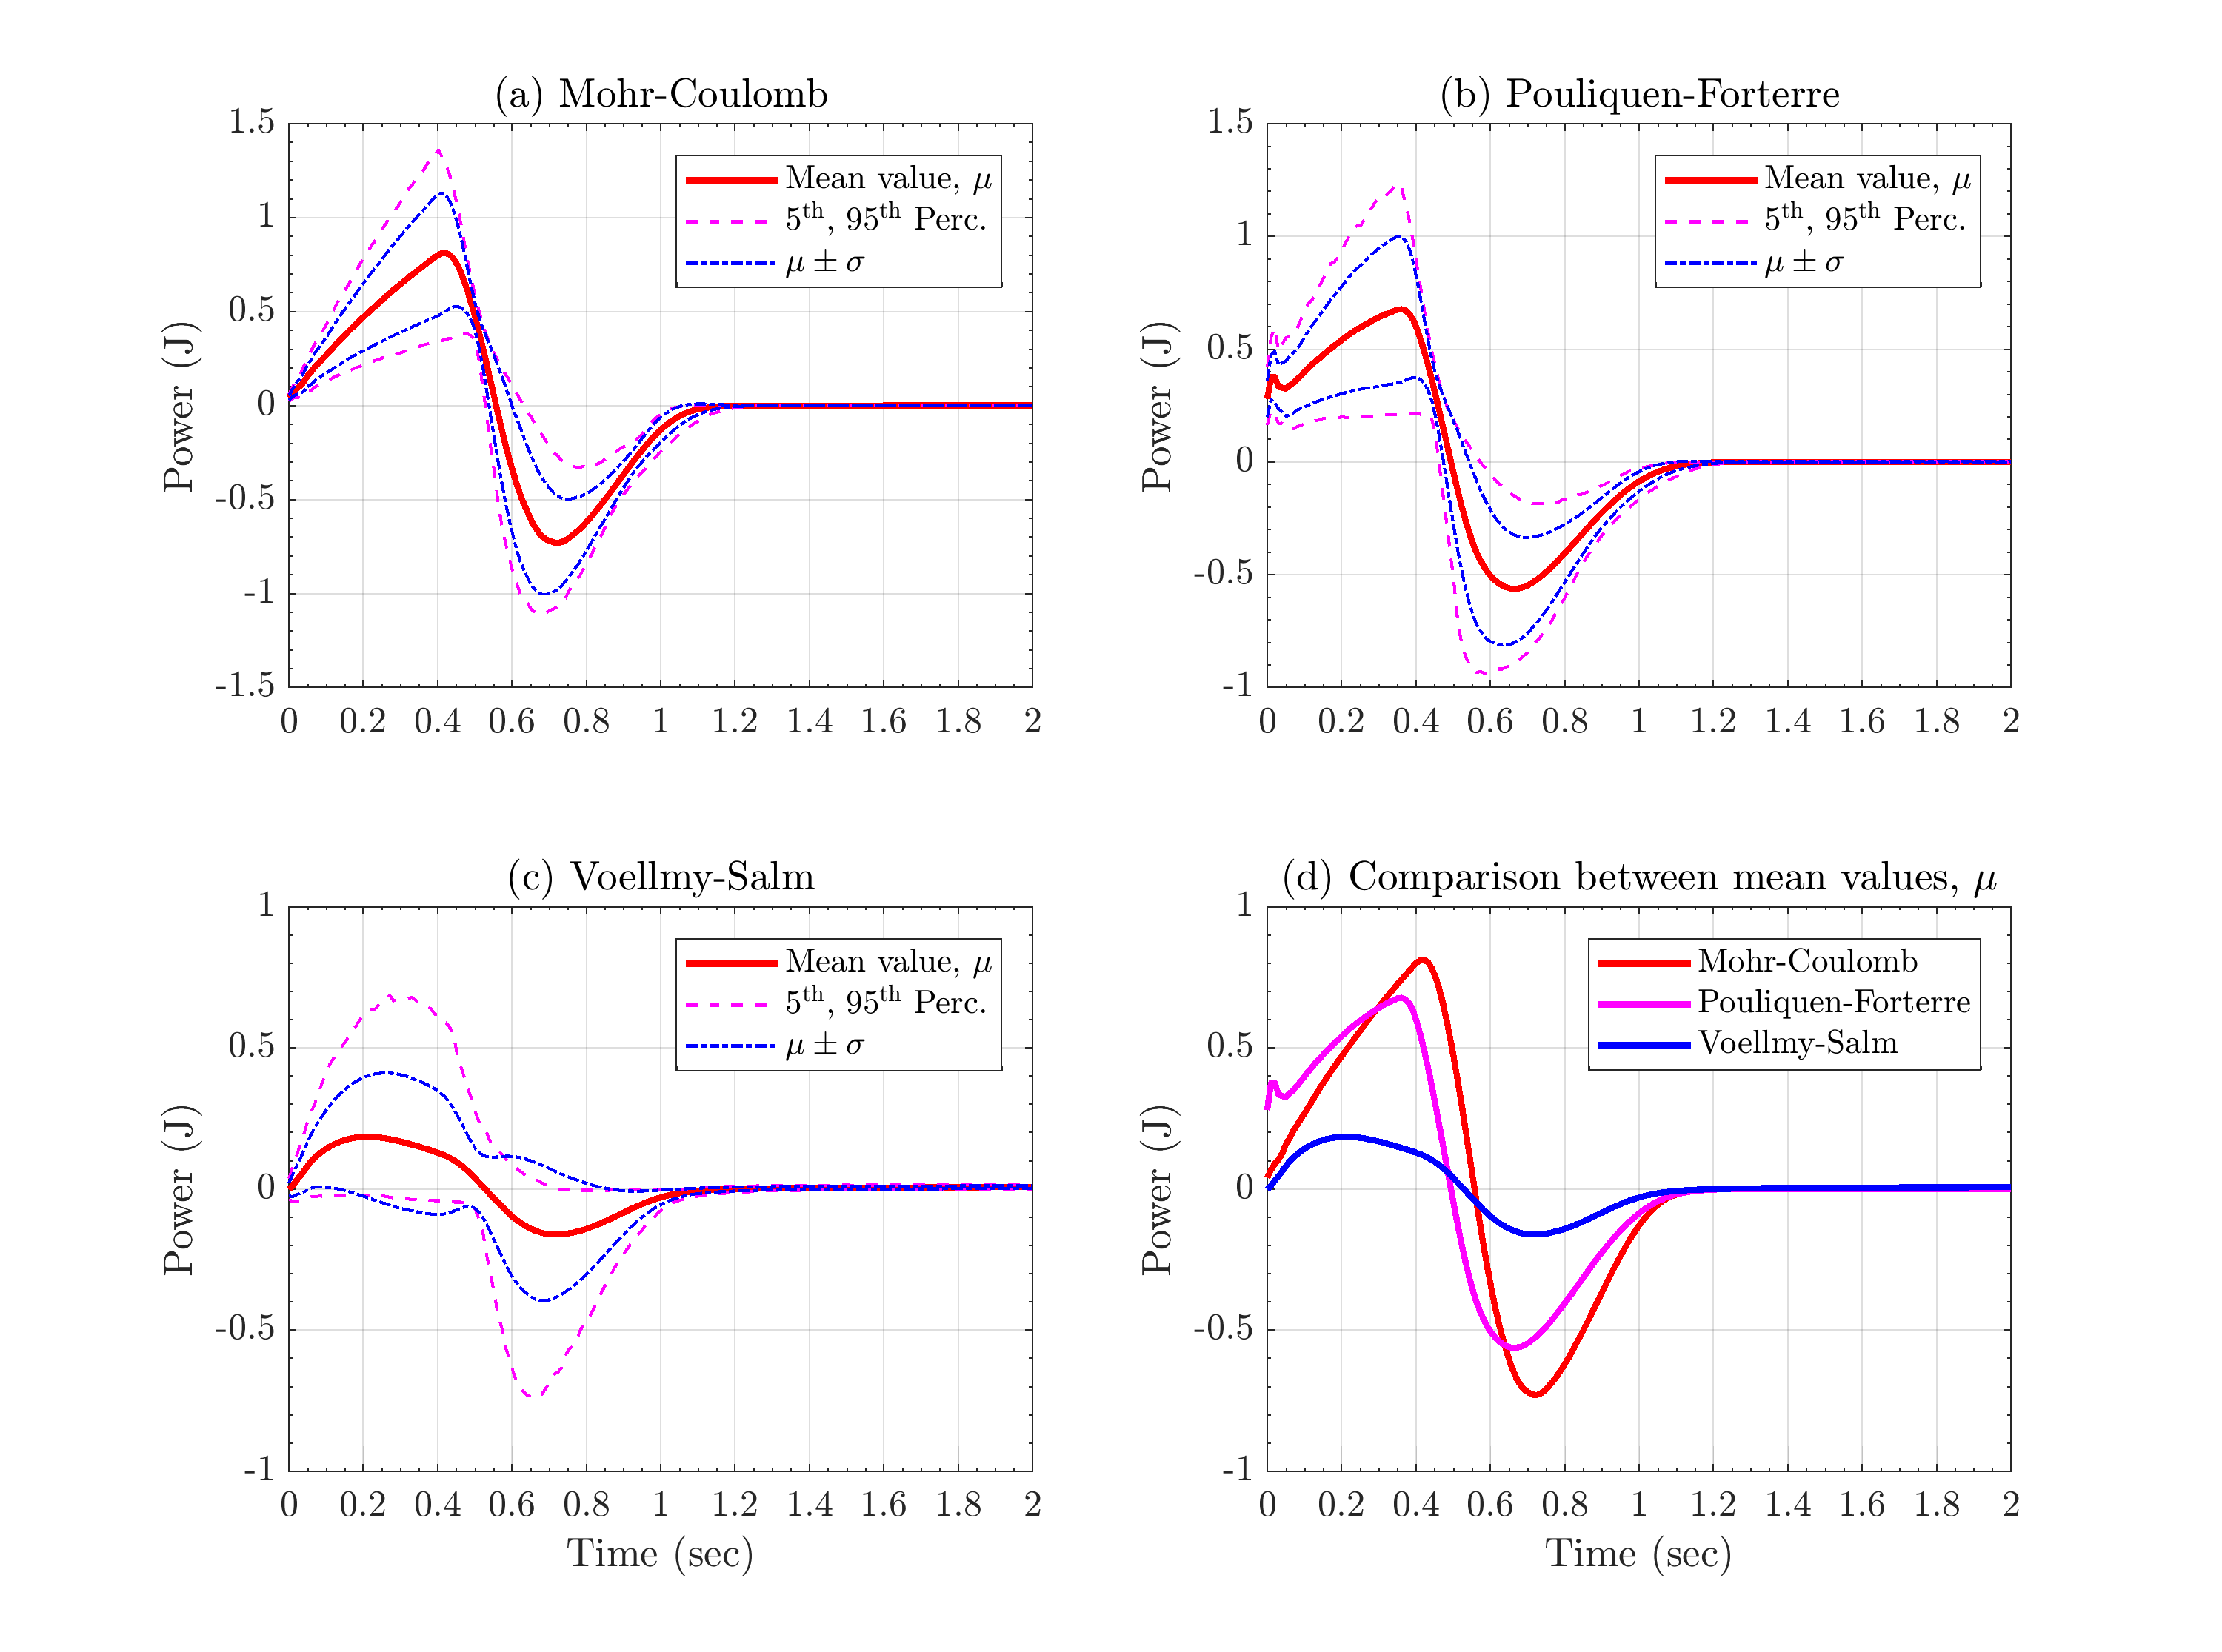 (a) Mohr-Coulomb
1.5
1
0.5
0
-0.5
-1
-1.5
Power (J)
0 0.2 0.4 0.6 0.8 1 1.2 1.4 1.6 1.8 2
Mean value, μ
5th, 95th Perc.
μ ± σ
(b) Pouliquen-Forterre
1.5
1
0.5
0
-0.5
-1
Power (J)
0 0.2 0.4 0.6 0.8 1 1.2 1.4 1.6 1.8 2
Mean value, μ
5th, 95th Perc.
μ ± σ
(c) Voellmy-Salm
1
0.5
0
-0.5
-1
Power (J)
0 0.2 0.4 0.6 0.8 1 1.2 1.4 1.6 1.8 2
Time (sec)
Mean value, μ
5th, 95th Perc.
μ ± σ
(d) Comparison between mean values, μ
1
0.5
0
-0.5
-1
Power (J)
0 0.2 0.4 0.6 0.8 1 1.2 1.4 1.6 1.8 2
Time (sec)
Mohr-Coulomb
Pouliquen-Forterre
Voellmy-Salm